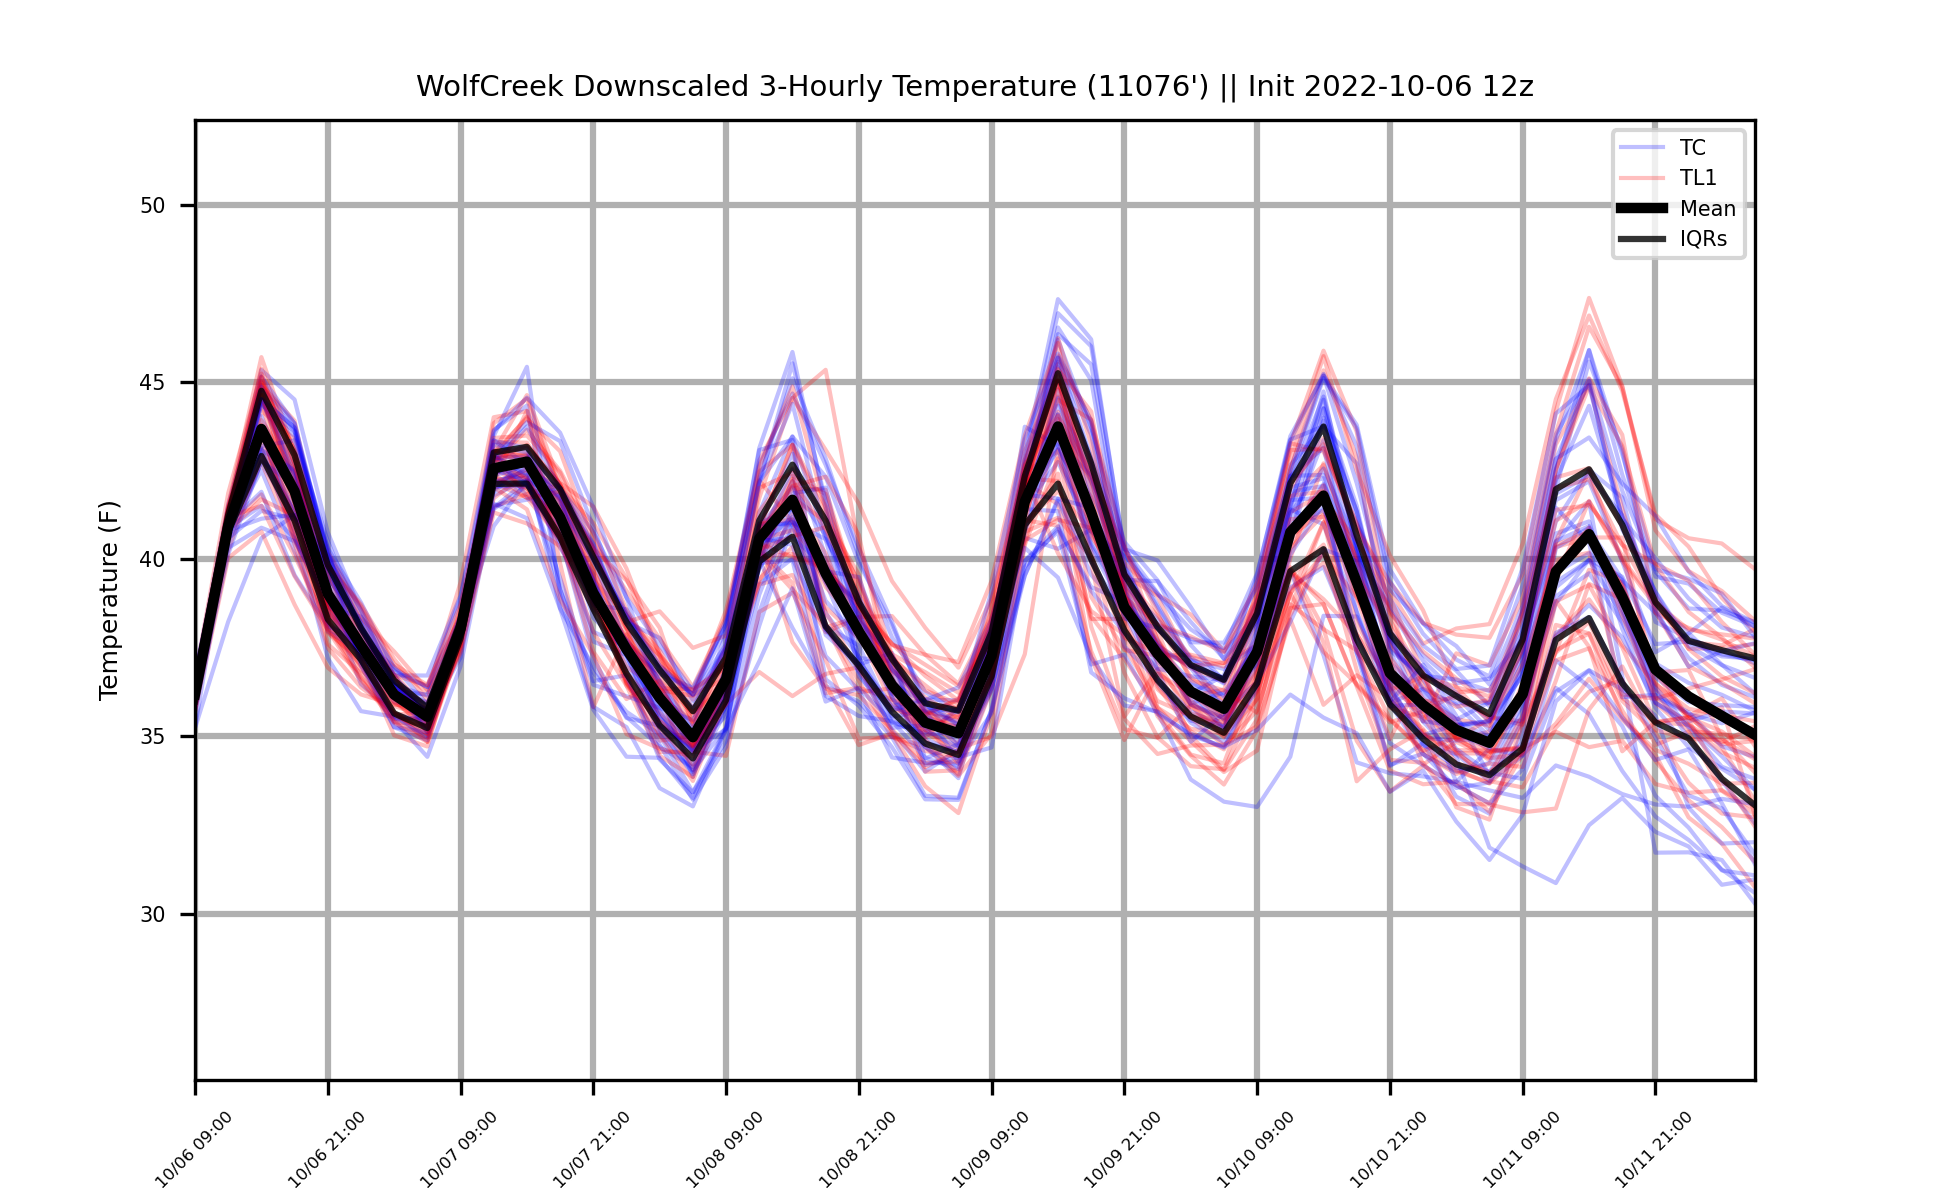 WolfCreek Downscaled 3-Hourly Temperature (11076') || Init 2022-10-06 12z
TC
TL1
Mean
IQRs
Temperature (F)
50
45
40
35
30
10/06 09:00
10/06 21:00
10/07 09:00
10/07 21:00
10/08 09:00
10/08 21:00
10/09 09:00
10/09 21:00
10/10 09:00
10/10 21:00
10/11 09:00
10/11 21:00